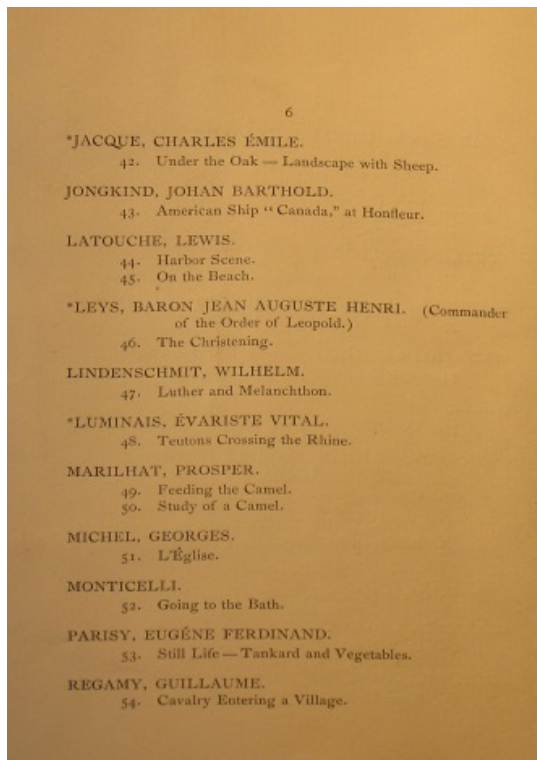 6
*JACQUE, CHARLES ÉMILE.
42. Under the Oak — Landscape with Sheep.
JONGKIND, JOHAN BARTHOLD.
43. American Ship “Canada,” at Honfleur.
LATOUCHE, LEWIS.
44. Harbor Scene.
45. On the Beach.
*LEYS, BARON JEAN AUGUSTE HENRI. (Commander
of the Order of Leopold.)
46. The Christening.
LINDENSCHMIT, WILHELM.
47. Luther and Melanchthon.
*LUMINAIS, ÉVARISTE VITAL.
48. Teutons Crossing the Rhine.
MARILHAT, PROSPER.
49. Feeding the Camel.
50. Study of a Camel.
MICHEL, GEORGES.
51. L’Église.
MONTICELLI.
52. Going to the Bath.
PARISY, EUGÉNE FERDINAND.
53. Still Life — Tankard and Vegetables.
REGAMY, GUILLAUME.
54. Cavalry Entering a Village.